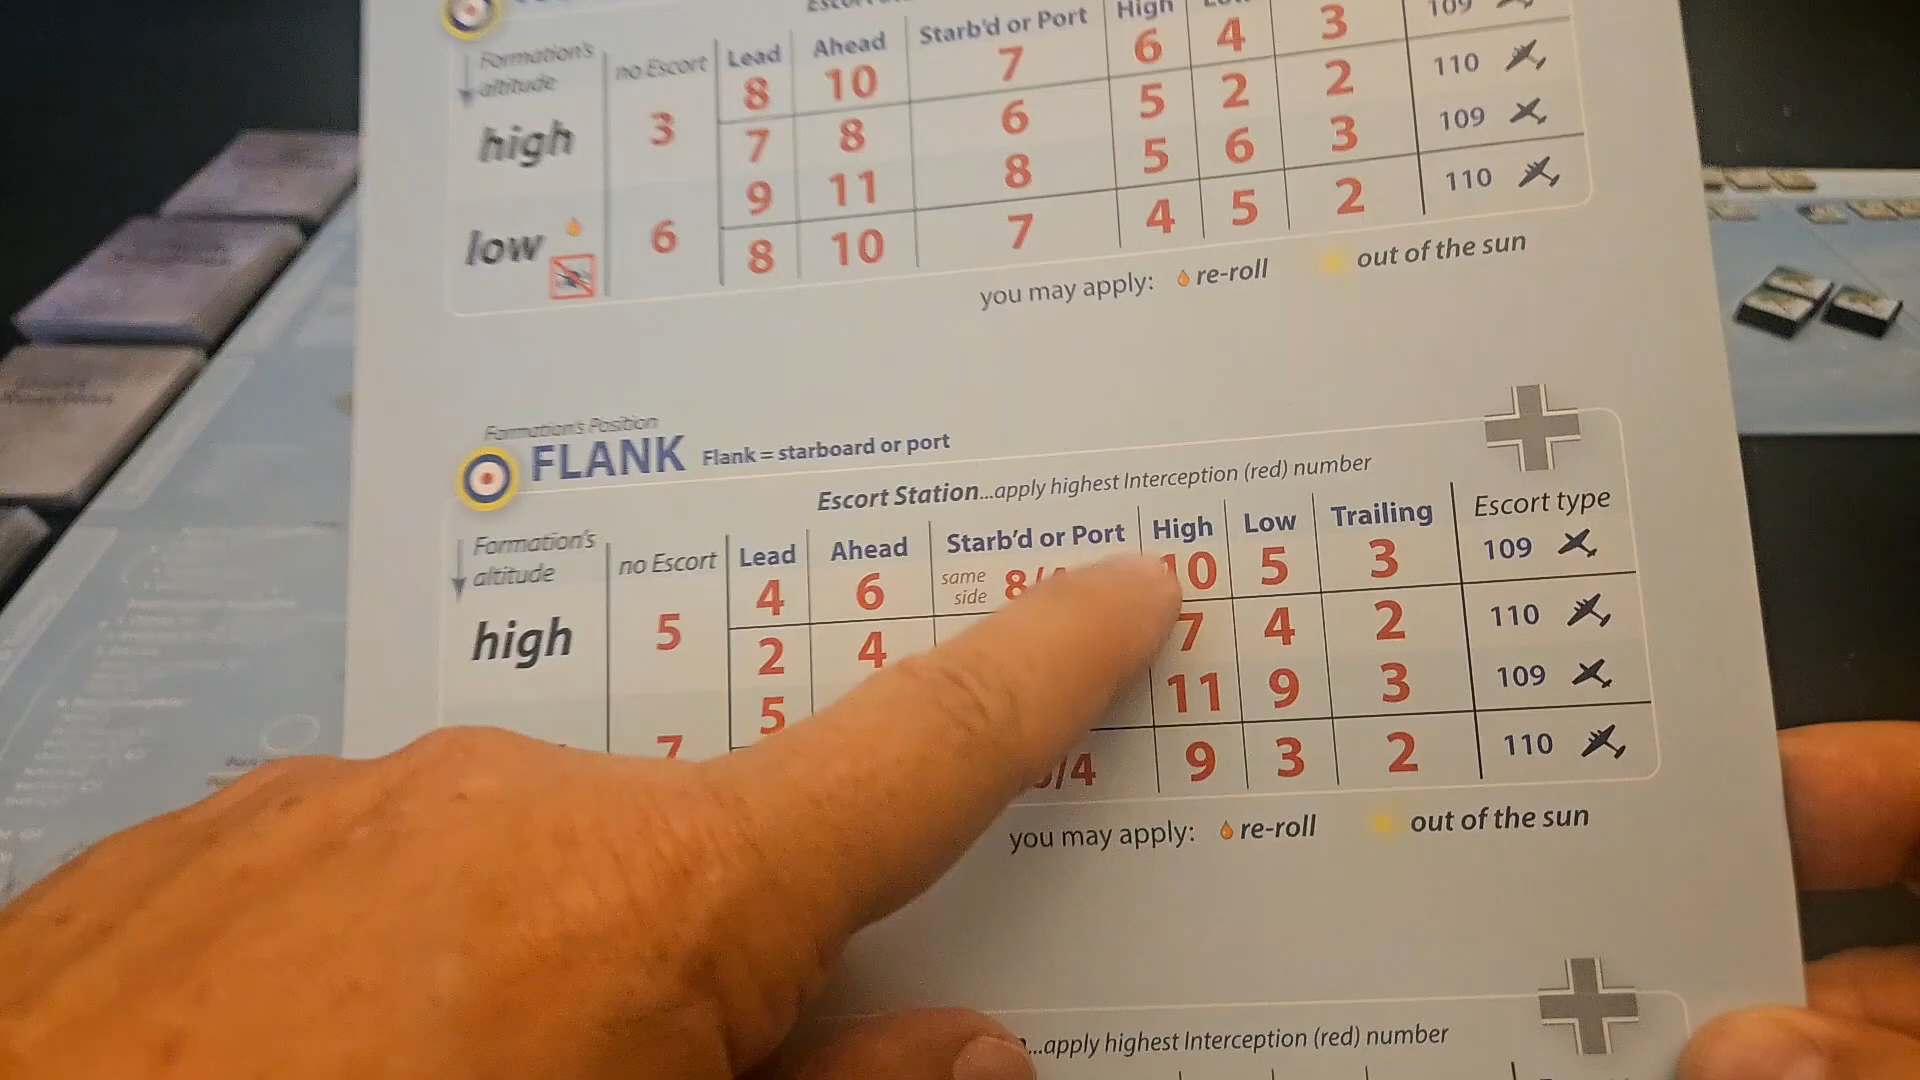 Formation's
altitude
no Escort Lead Ahead Starb'd or Port High
8 10 7 6 4 3 109
high 3 7 8 6 5 2 2 110
9 11 8 5 6 3 109
low 6 8 10 7 4 5 2 110
you may apply: re-roll out of the sun
Formation's Position
FLANK Flank = starboard or port
Escort Station...apply highest Interception (red) number
Formation's
altitude
no Escort Lead Ahead Starb'd or Port High Low Trailing Escort type
4 6 same side 10 5 3 109
high 5 2 4 7 4 2 110
5 11 9 3 109
7 /4 9 3 2 110
you may apply: re-roll out of the sun
...apply highest Interception (red) number